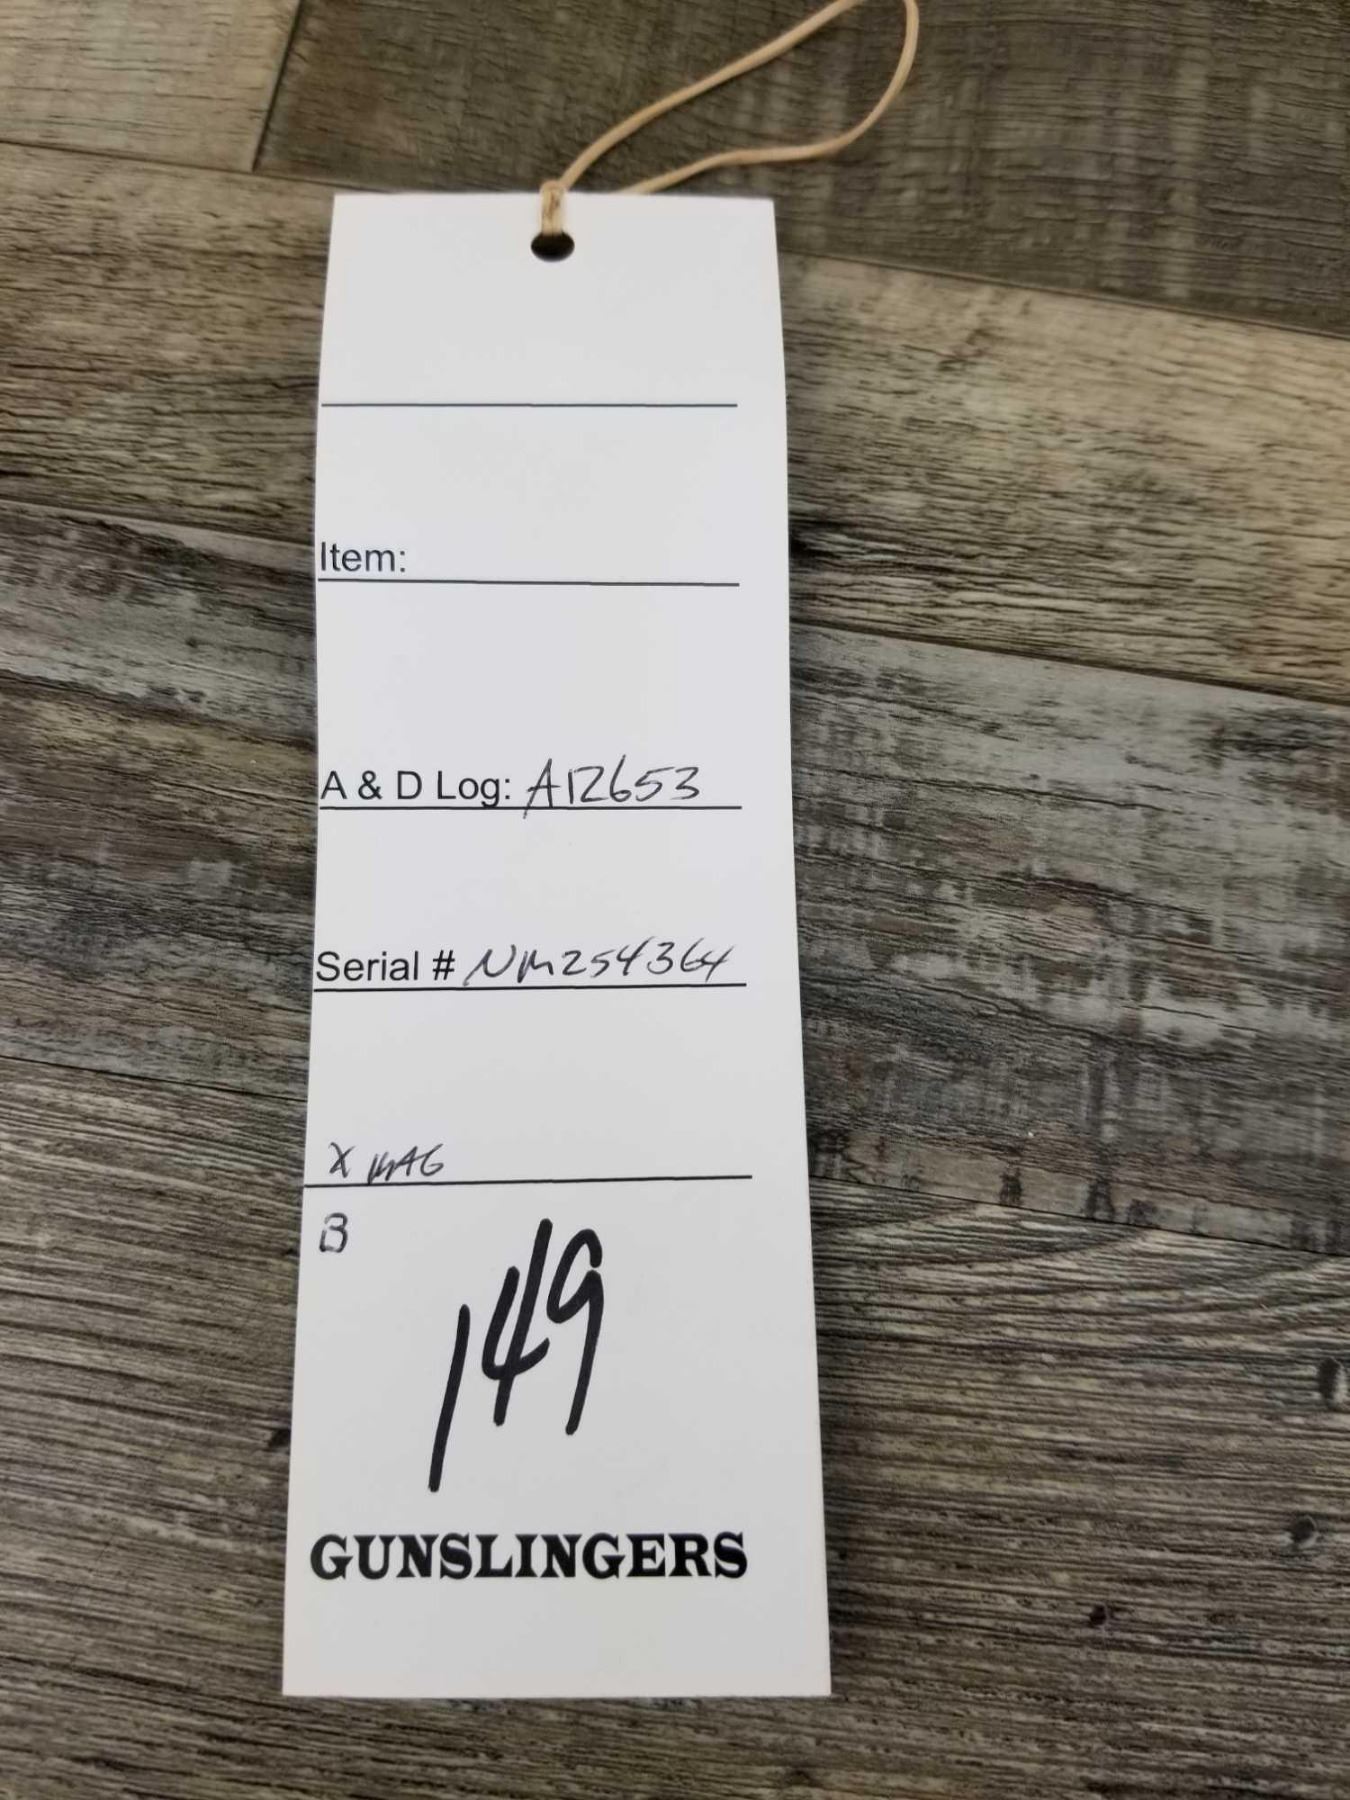 Item:
A & D Log: A12653
Serial # NM254364
X MAG
B
149
GUNSLINGERS